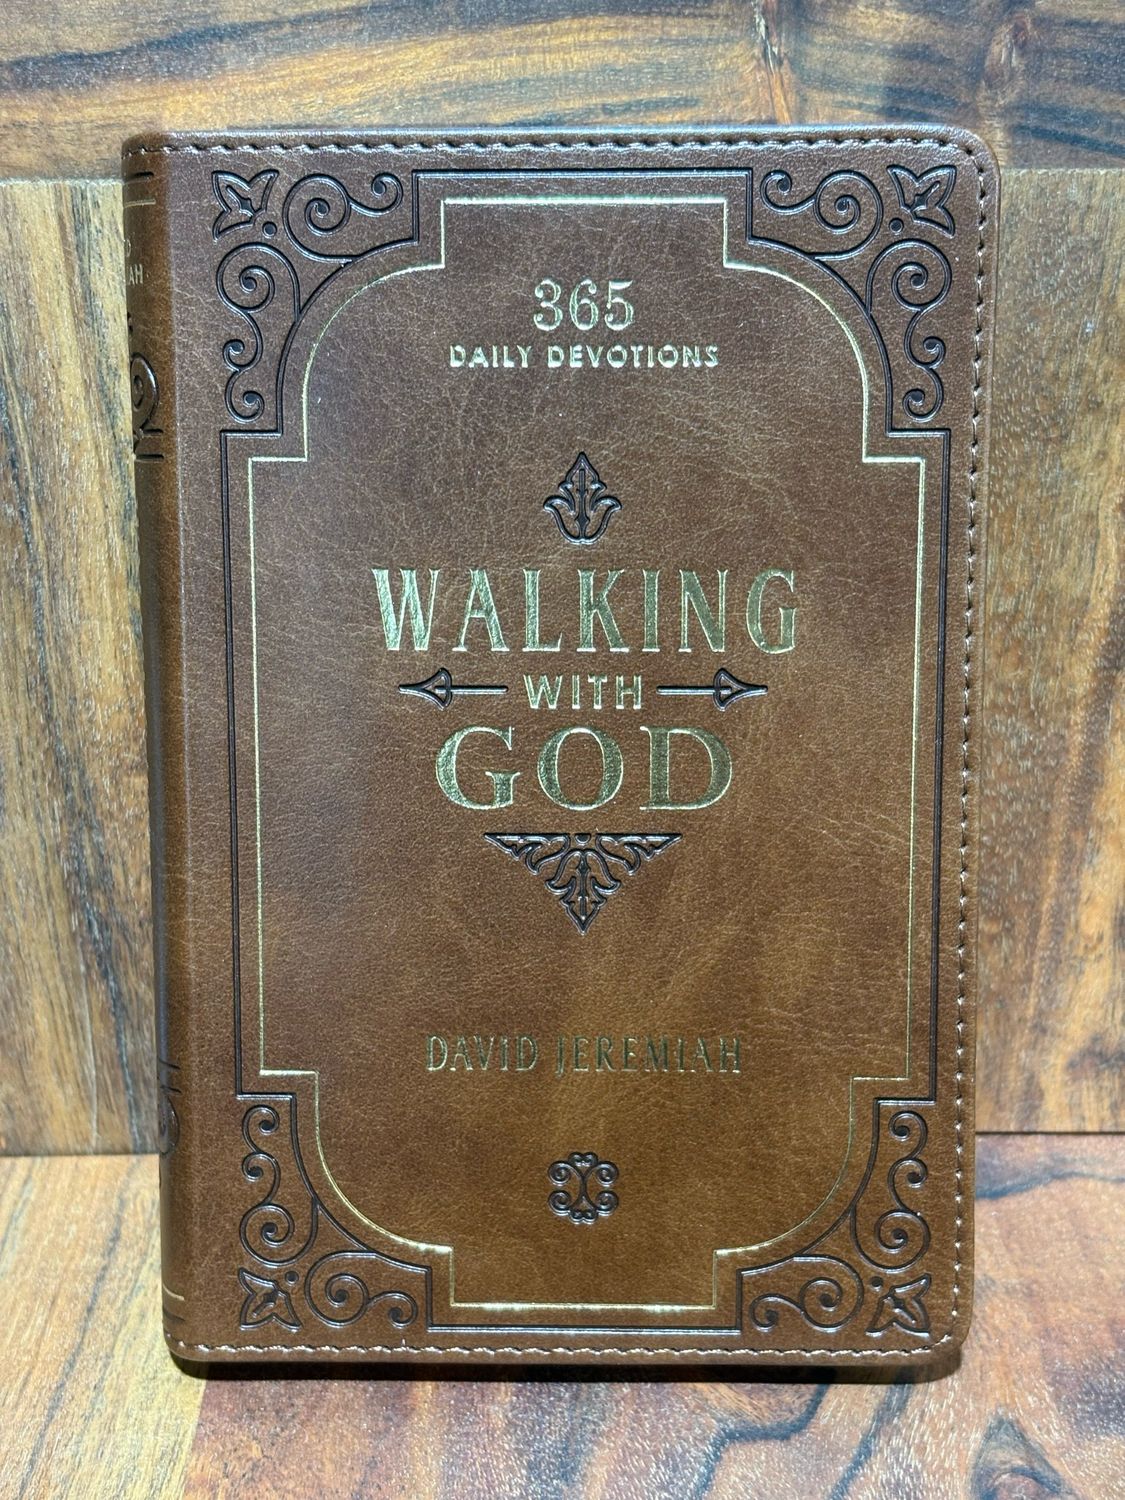 365
DAILY DEVOTIONS
WALKING
WITH
GOD
DAVID JEREMIAH